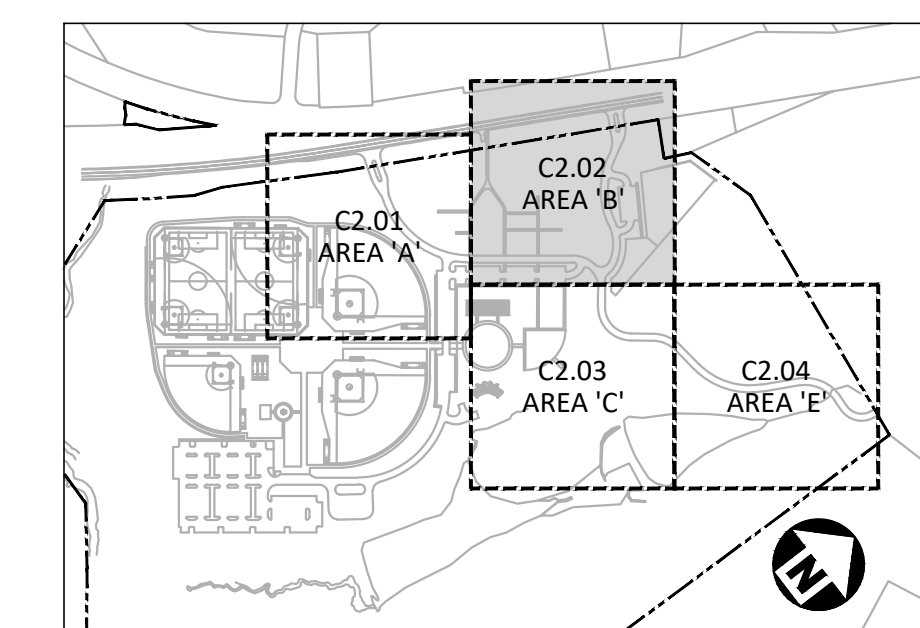 C2.02
AREA 'B'
C2.01
AREA 'A'
C2.03
AREA 'C'
C2.04
AREA 'E'
N